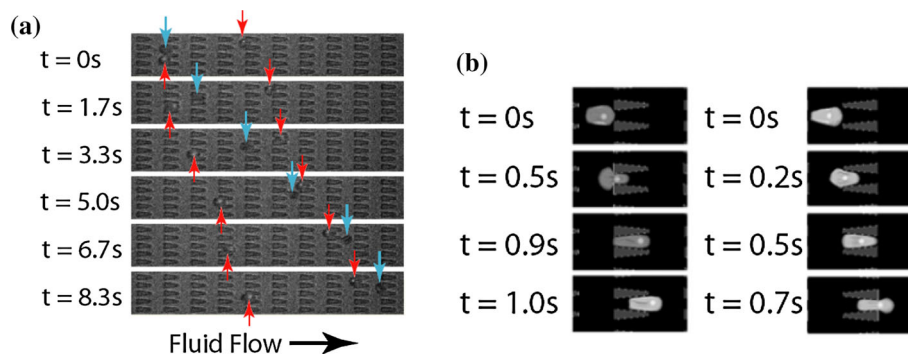 (a)
t = 0s
t = 1.7s
t = 3.3s
t = 5.0s
t = 6.7s
t = 8.3s
Fluid Flow
(b)
t = 0s
t = 0.5s
t = 0.9s
t = 1.0s
t = 0s
t = 0.2s
t = 0.5s
t = 0.7s